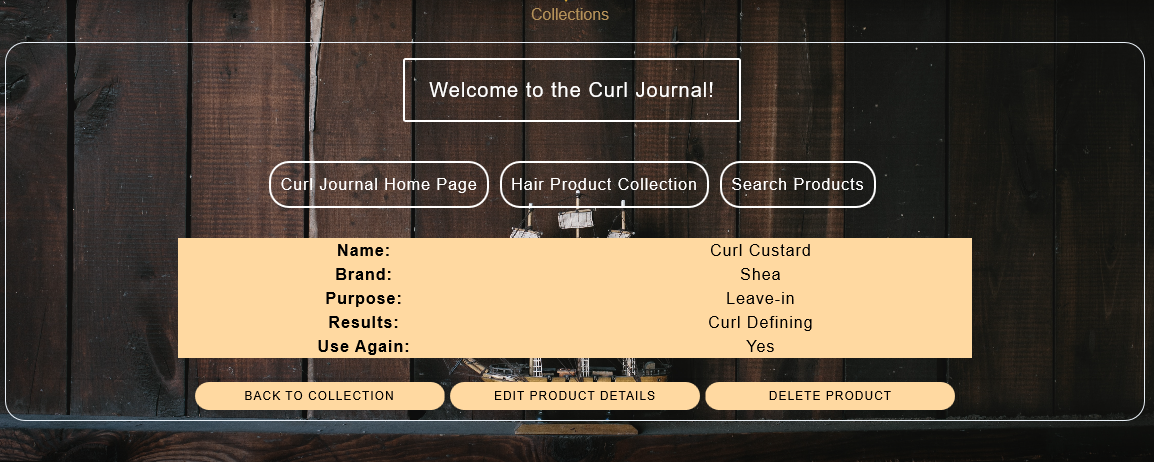 Collections
Welcome to the Curl Journal!
Curl Journal Home Page Hair Product Collection Search Products
Name: Curl Custard
Brand: Shea
Purpose: Leave-in
Results: Curl Defining
Use Again: Yes
BACK TO COLLECTION EDIT PRODUCT DETAILS DELETE PRODUCT